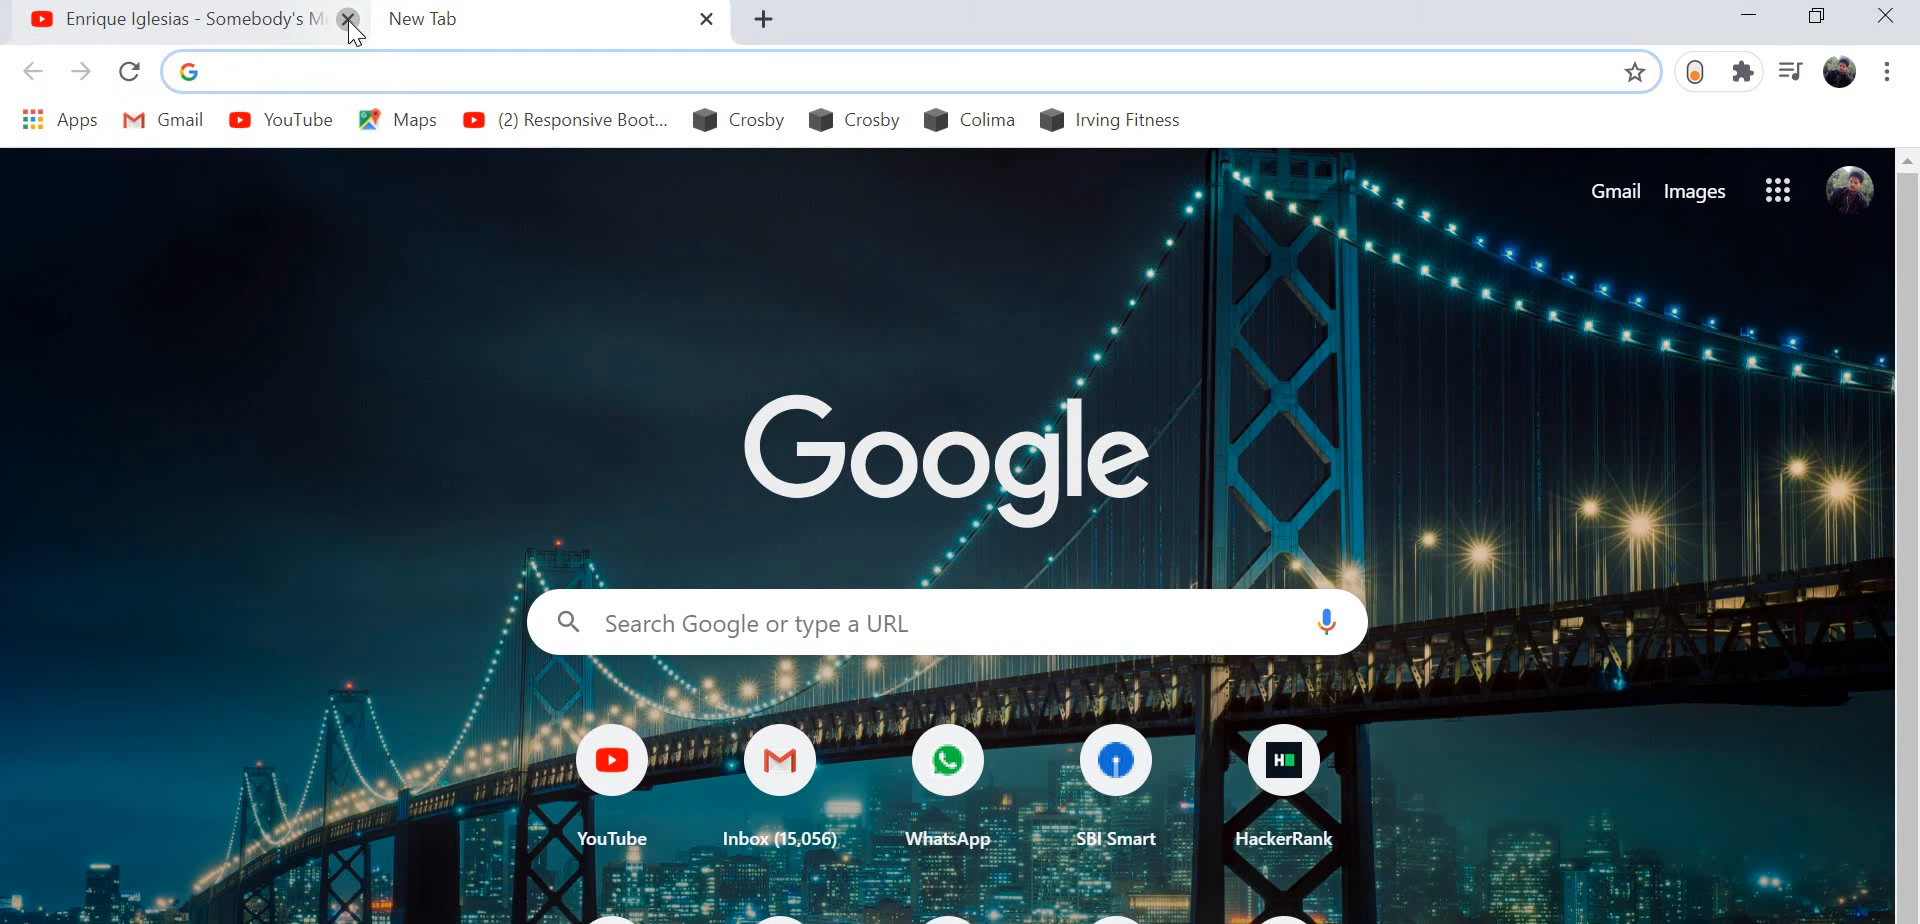 Enrique Iglesias - Somebody's M
New Tab
Apps Gmail YouTube Maps (2) Responsive Boot... Crosby Crosby Colima Irving Fitness
Gmail Images
Google
Search Google or type a URL
YouTube Inbox (15,056) WhatsApp SBI Smart HackerRank